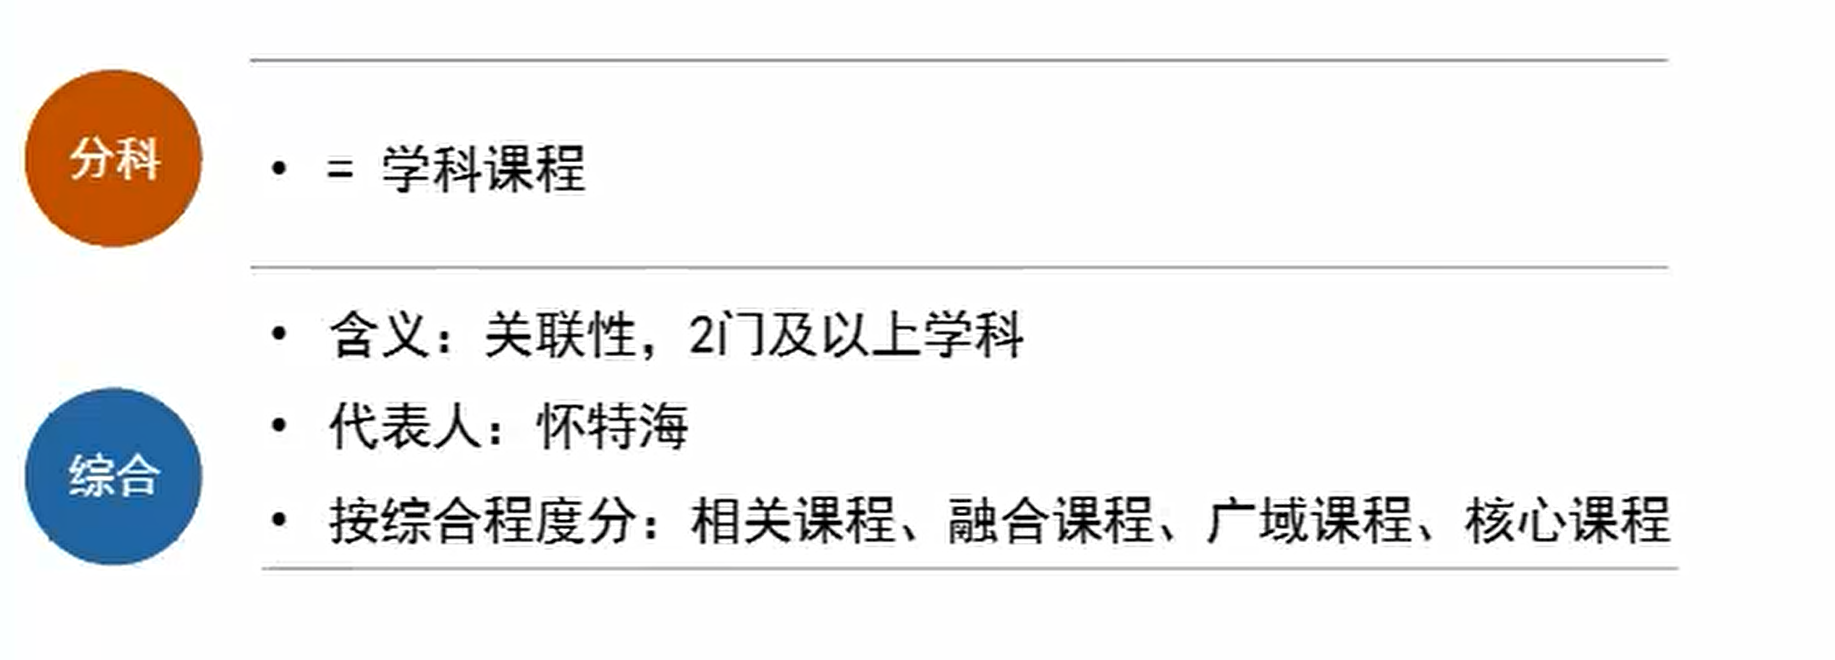 分科
• = 学科课程
综合
• 含义：关联性，2门及以上学科
• 代表人：怀特海
• 按综合程度分：相关课程、融合课程、广域课程、核心课程